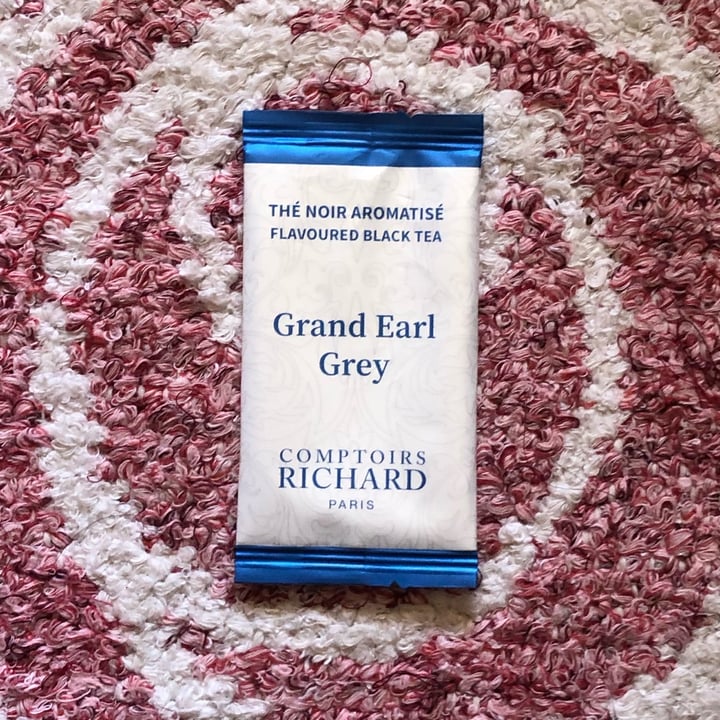 THÉ NOIR AROMATISÉ
FLAVOURED BLACK TEA
Grand Earl
Grey
COMPTOIRS
RICHARD
PARIS